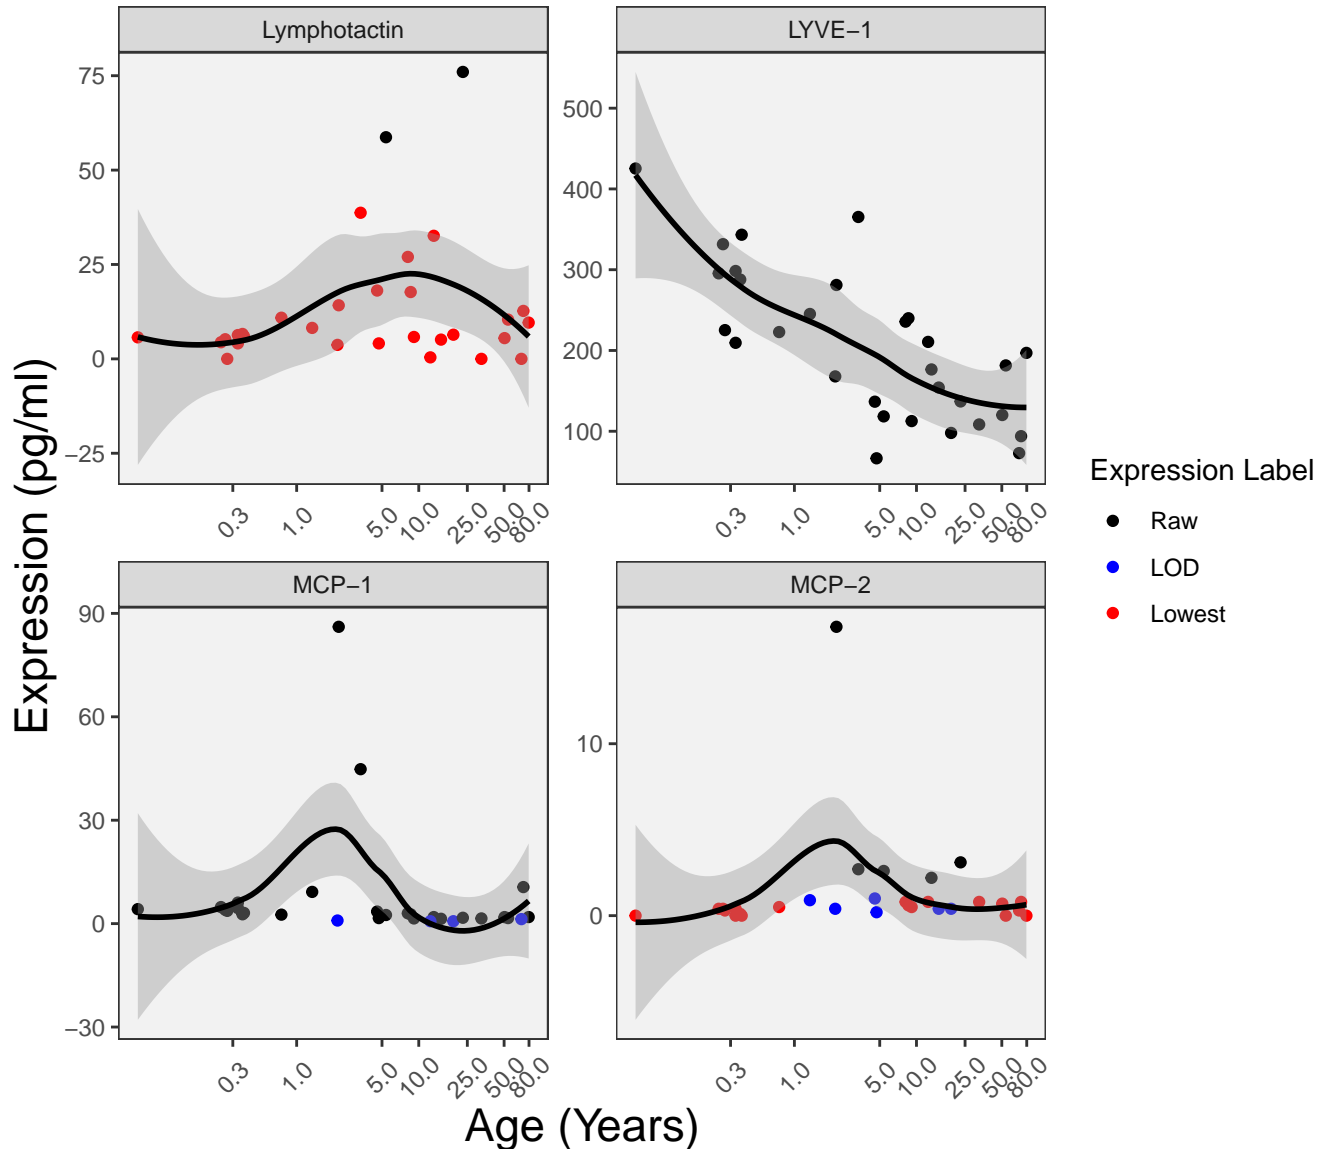 Lymphotactin
LYVE−1
75
50
25
0
−25
500
400
300
200
100
0.3 1.0 5.0 10.0 25.0 50.0 80.0
0.3 1.0 5.0 10.0 25.0 50.0 80.0
MCP−1
MCP−2
90
60
30
0
−30
10
0
0.3 1.0 5.0 10.0 25.0 50.0 80.0
0.3 1.0 5.0 10.0 25.0 50.0 80.0
Expression (pg/ml)
Age (Years)
Expression Label
Raw
LOD
Lowest